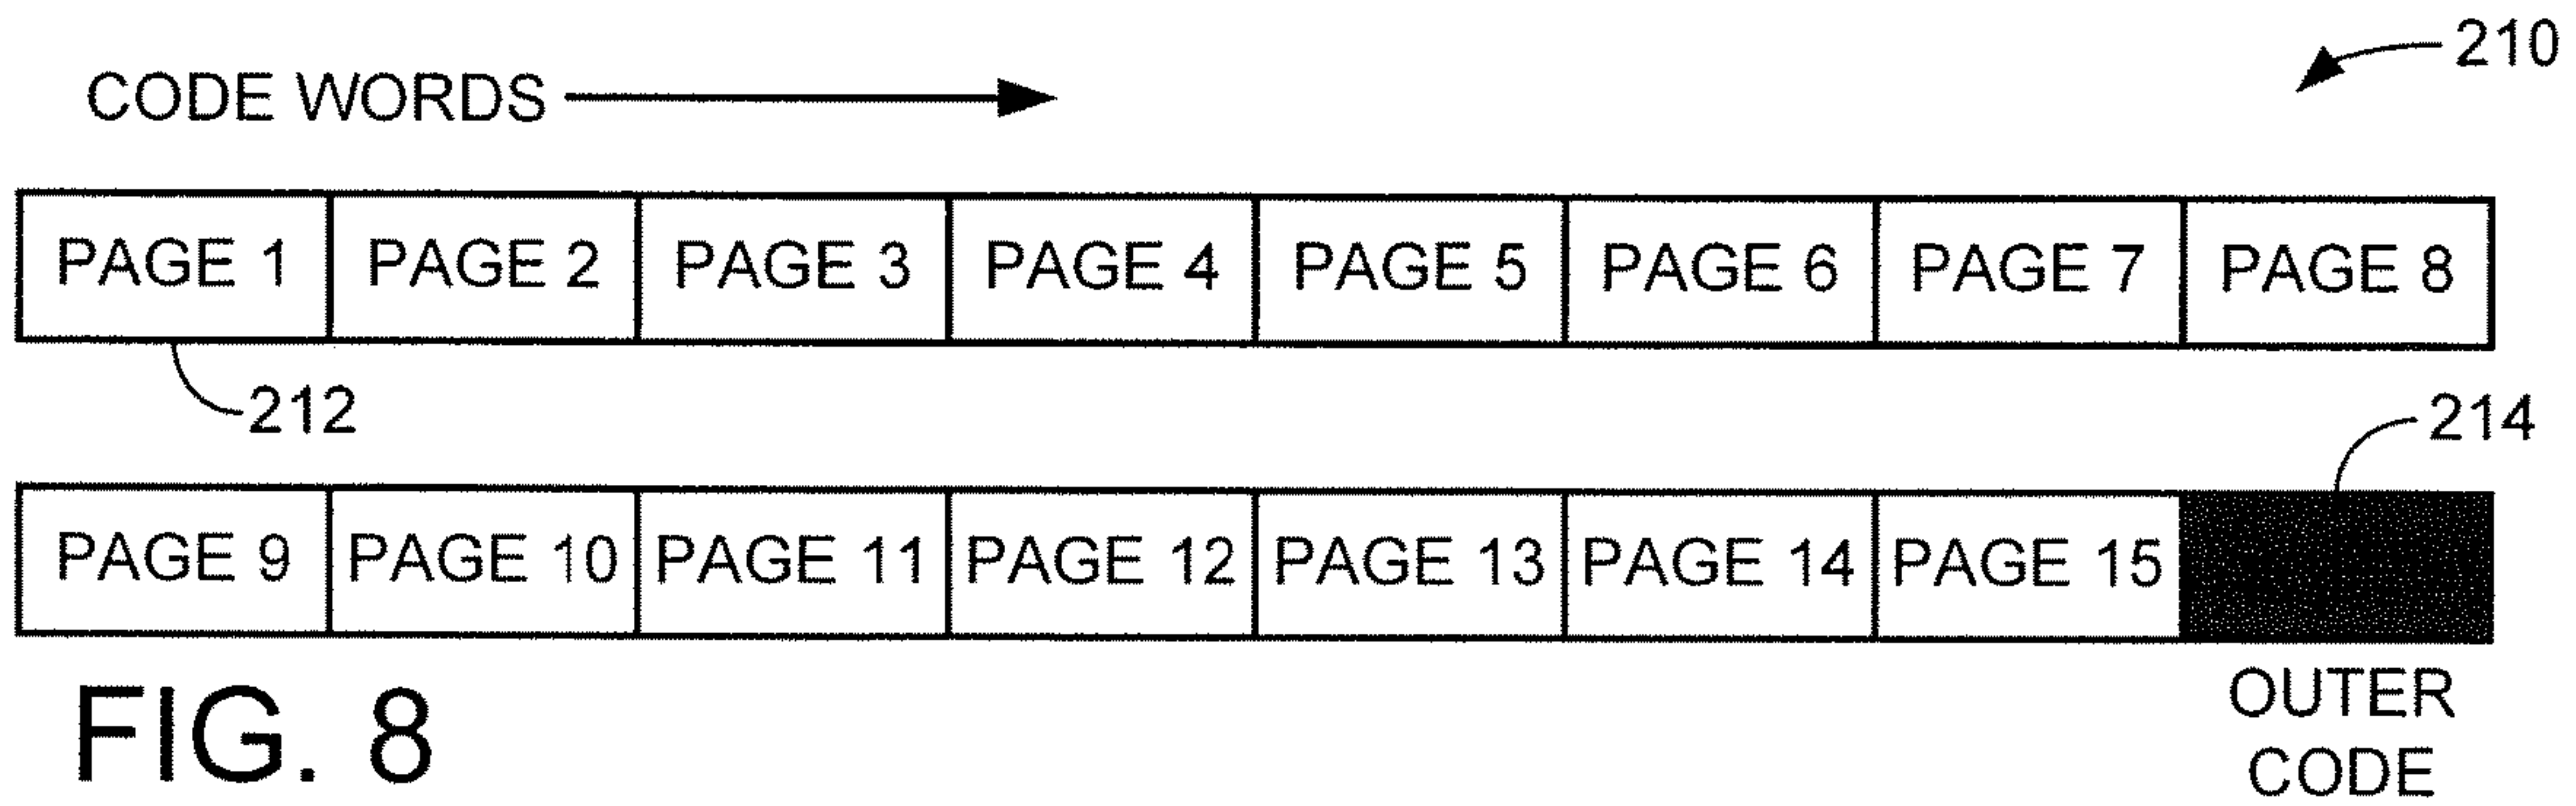 210
CODE WORDS
PAGE 1 PAGE 2 PAGE 3 PAGE 4 PAGE 5 PAGE 6 PAGE 7 PAGE 8
212
214
PAGE 9 PAGE 10 PAGE 11 PAGE 12 PAGE 13 PAGE 14 PAGE 15
OUTER
CODE
FIG. 8